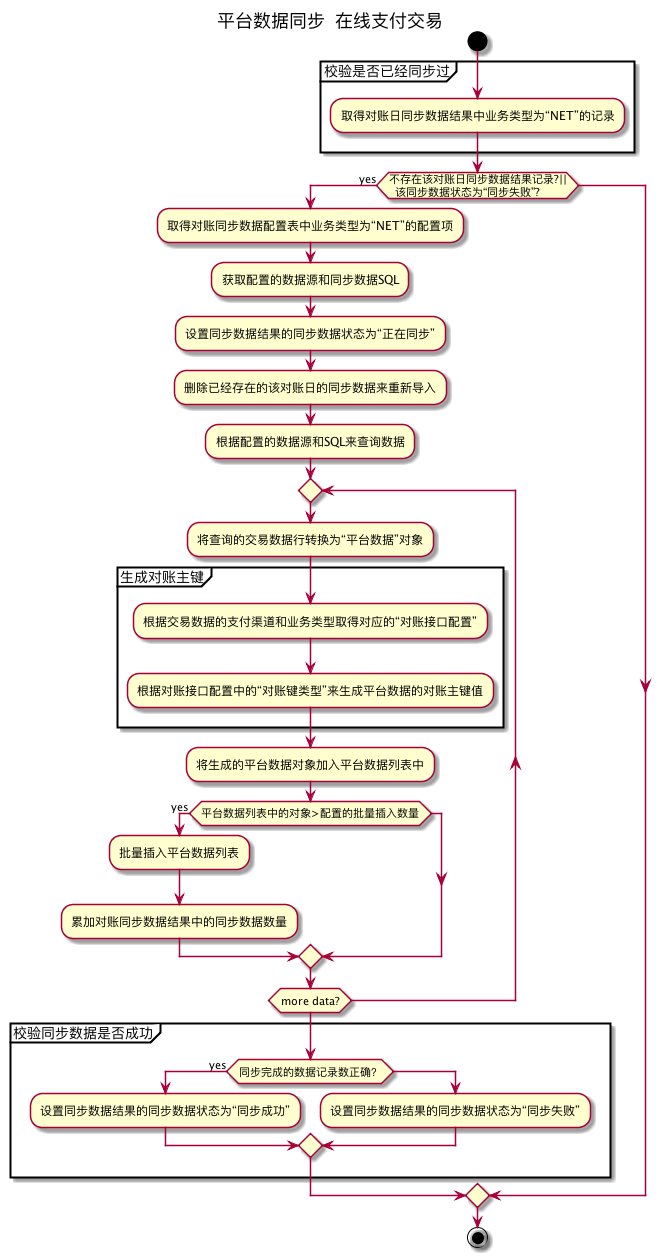 平台数据同步 在线支付交易
校验是否已经同步过
取得对账日同步数据结果中业务类型为“NET”的记录
yes
不存在该对账日同步数据结果记录?||
该同步数据状态为“同步失败”?
取得对账同步数据配置表中业务类型为“NET”的配置项
获取配置的数据源和同步数据SQL
设置同步数据结果的同步数据状态为“正在同步”
删除已经存在的该对账日的同步数据来重新导入
根据配置的数据源和SQL来查询数据
将查询的交易数据行转换为“平台数据”对象
生成对账主键
根据交易数据的支付渠道和业务类型取得对应的“对账接口配置”
根据对账接口配置中的“对账键类型”来生成平台数据的对账主键值
将生成的平台数据对象加入平台数据列表中
yes
平台数据列表中的对象>配置的批量插入数量
批量插入平台数据列表
累加对账同步数据结果中的同步数据数量
more data?
校验同步数据是否成功
yes
同步完成的数据记录数正确?
设置同步数据结果的同步数据状态为“同步成功”
设置同步数据结果的同步数据状态为“同步失败”